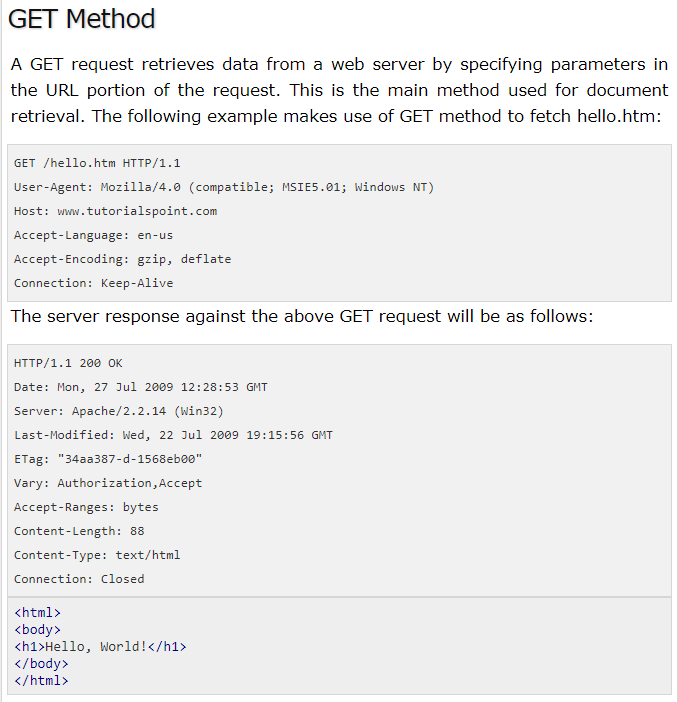 GET Method
A GET request retrieves data from a web server by specifying parameters in
the URL portion of the request. This is the main method used for document
retrieval. The following example makes use of GET method to fetch hello.htm:
GET /hello.htm HTTP/1.1
User-Agent: Mozilla/4.0 (compatible; MSIE5.01; Windows NT)
Host: www.tutorialspoint.com
Accept-Language: en-us
Accept-Encoding: gzip, deflate
Connection: Keep-Alive
The server response against the above GET request will be as follows:
HTTP/1.1 200 OK
Date: Mon, 27 Jul 2009 12:28:53 GMT
Server: Apache/2.2.14 (Win32)
Last-Modified: Wed, 22 Jul 2009 19:15:56 GMT
ETag: "34aa387-d-1568eb00"
Vary: Authorization,Accept
Accept-Ranges: bytes
Content-Length: 88
Content-Type: text/html
Connection: Closed
<html>
<body>
<h1>Hello, World!</h1>
</body>
</html>